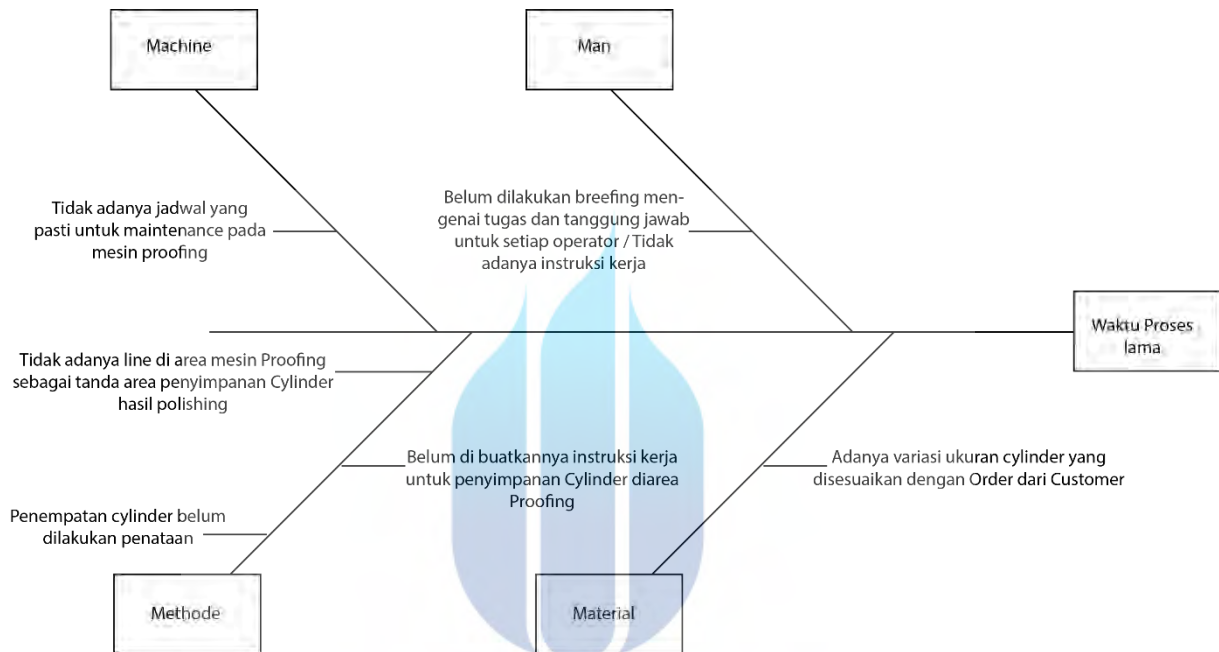 Machine
Man
Tidak adanya jadwal yang
pasti untuk maintenance pada
mesin proofing
Belum dilakukan breefing men-
genai tugas dan tanggung jawab
untuk setiap operator / Tidak
adanya instruksi kerja
Waktu Proses
lama
Tidak adanya line di area mesin Proofing
sebagai tanda area penyimpanan Cylinder
hasil polishing
Belum di buatkannya instruksi kerja
untuk penyimpanan Cylinder diarea
Proofing
Adanya variasi ukuran cylinder yang
disesuaikan dengan Order dari Customer
Penempatan cylinder belum
dilakukan penataan
Methode
Material